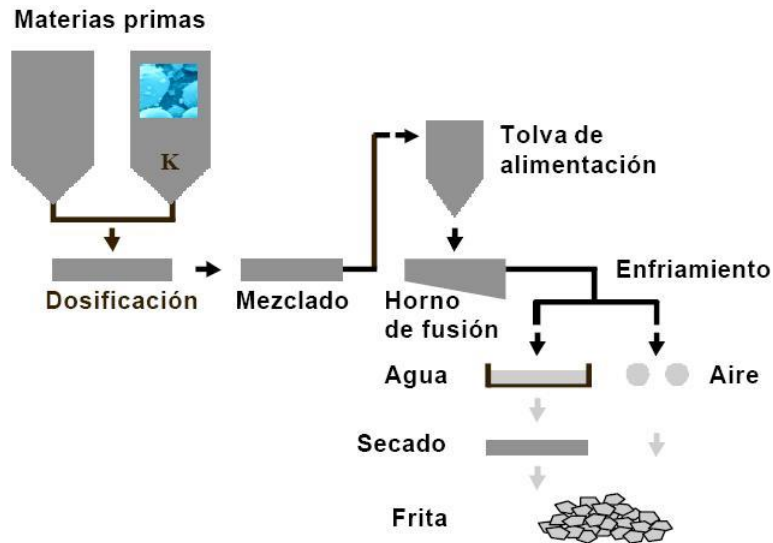 Materias primas
K
Tolva de
alimentación
Dosificación
Mezclado
Horno
de fusión
Enfriamiento
Agua
Aire
Secado
Frita